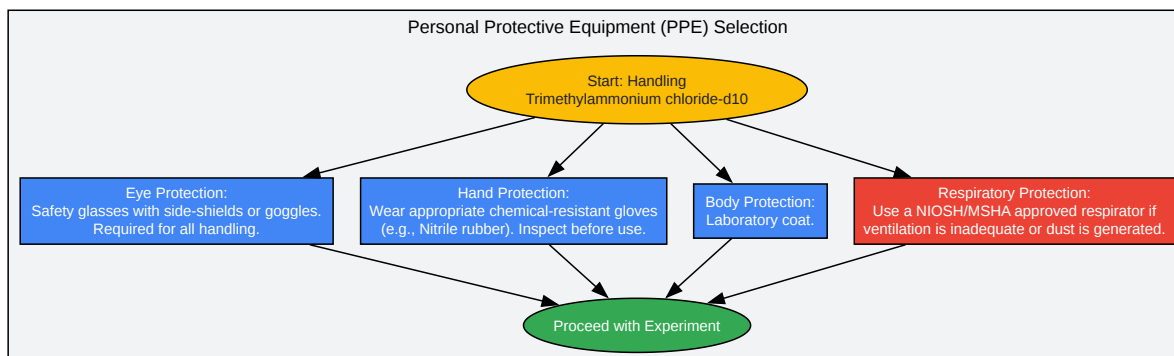 Personal Protective Equipment (PPE) Selection
Start: Handling
Trimethylammonium chloride-d10
Eye Protection:
Safety glasses with side-shields or goggles.
Required for all handling.
Hand Protection:
Wear appropriate chemical-resistant gloves
(e.g., Nitrile rubber). Inspect before use.
Body Protection:
Laboratory coat.
Respiratory Protection:
Use a NIOSH/MSHA approved respirator if
ventilation is inadequate or dust is generated.
Proceed with Experiment